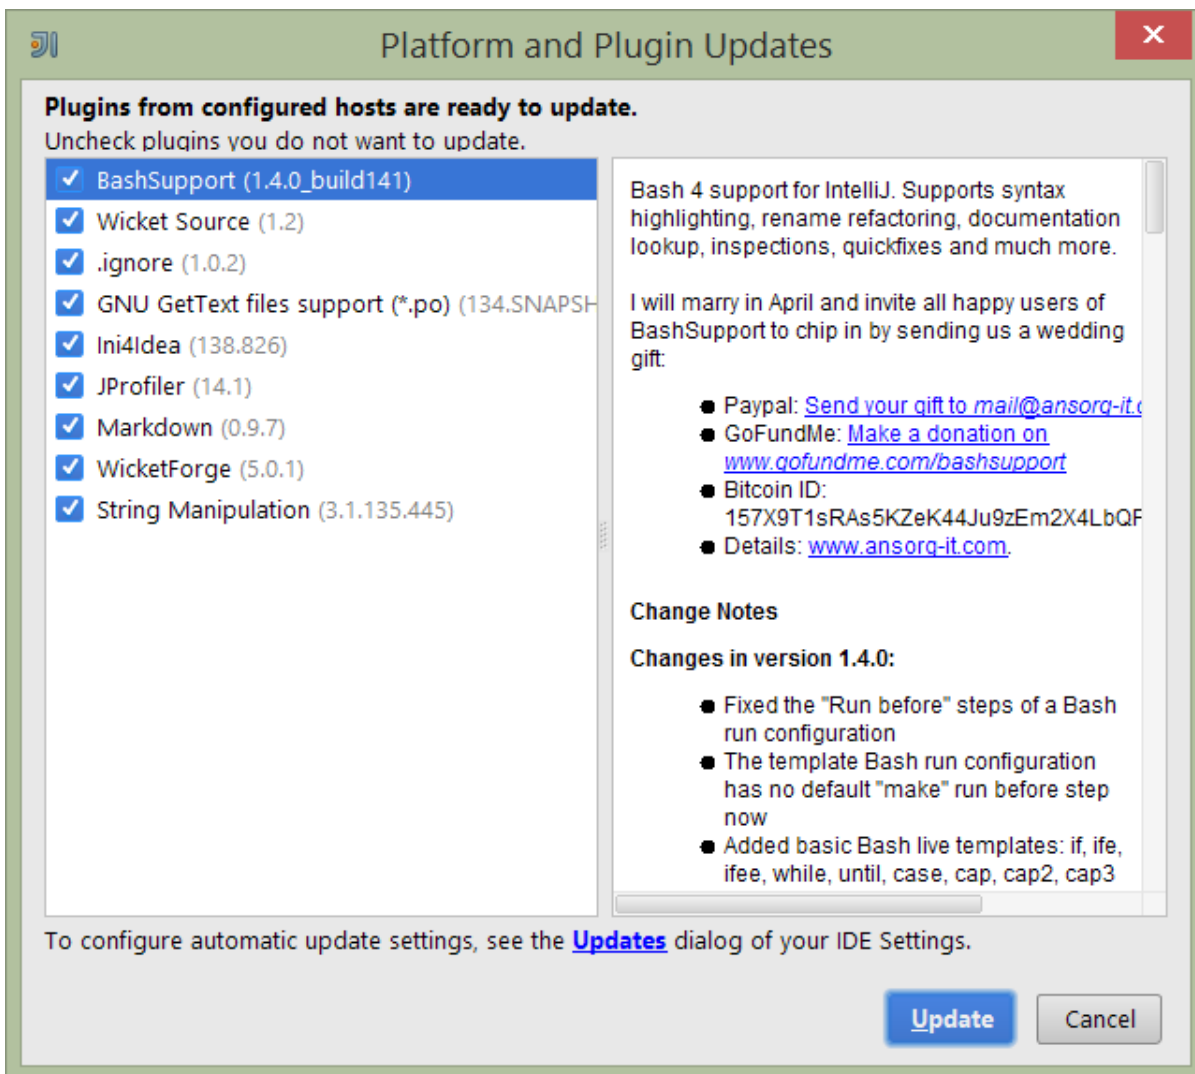 Platform and Plugin Updates
Plugins from configured hosts are ready to update.
Uncheck plugins you do not want to update.
BashSupport (1.4.0_build141)
Wicket Source (1.2)
.ignore (1.0.2)
GNU GetText files support (*.po) (134.SNAPSH
Ini4Idea (138.826)
JProfiler (14.1)
Markdown (0.9.7)
WicketForge (5.0.1)
String Manipulation (3.1.135.445)
Bash 4 support for IntelliJ. Supports syntax
highlighting, rename refactoring, documentation
lookup, inspections, quickfixes and much more.
I will marry in April and invite all happy users of
BashSupport to chip in by sending us a wedding
gift:
Paypal: Send your gift to mail@ansorg-it.c
GoFundMe: Make a donation on
www.gofundme.com/bashsupport
Bitcoin ID:
157X9T1sRAs5KZeK44Ju9zEm2X4LbQF
Details: www.ansorg-it.com.
Change Notes
Changes in version 1.4.0:
Fixed the "Run before" steps of a Bash
run configuration
The template Bash run configuration
has no default "make" run before step
now
Added basic Bash live templates: if, ife,
ifee, while, until, case, cap, cap2, cap3
To configure automatic update settings, see the Updates dialog of your IDE Settings.
Update
Cancel